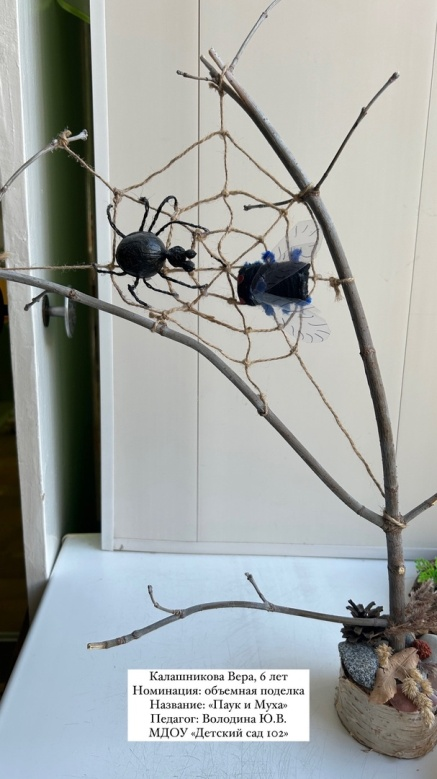 Калашникова Вера, 6 лет
Номинация: объемная поделка
Название: «Паук и Муха»
Педагог: Володина Ю.В.
МДОУ «Детский сад 102»